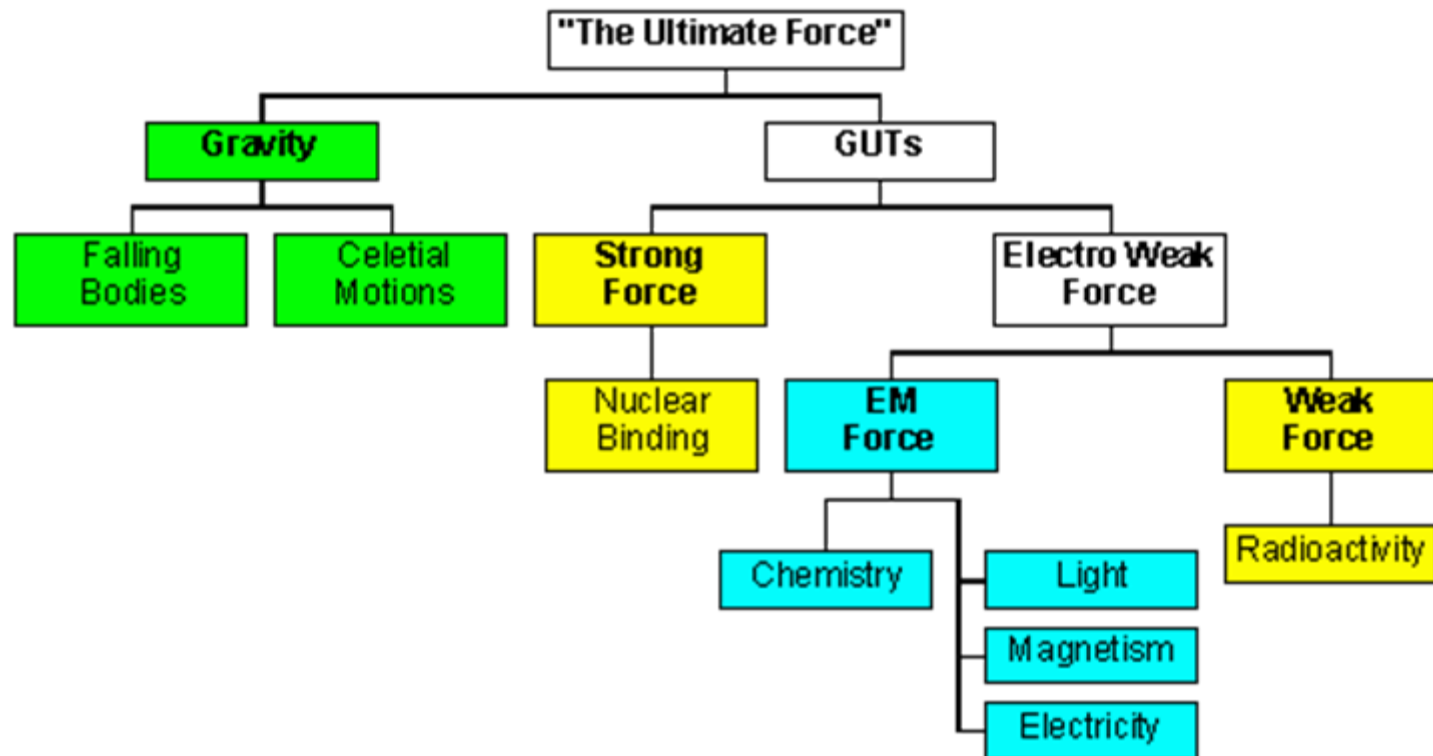 "The Ultimate Force"
Gravity
GUTs
Falling
Bodies
Celetial
Motions
Strong
Force
Electro Weak
Force
Nuclear
Binding
EM
Force
Weak
Force
Chemistry
Light
Radioactivity
Magnetism
Electricity